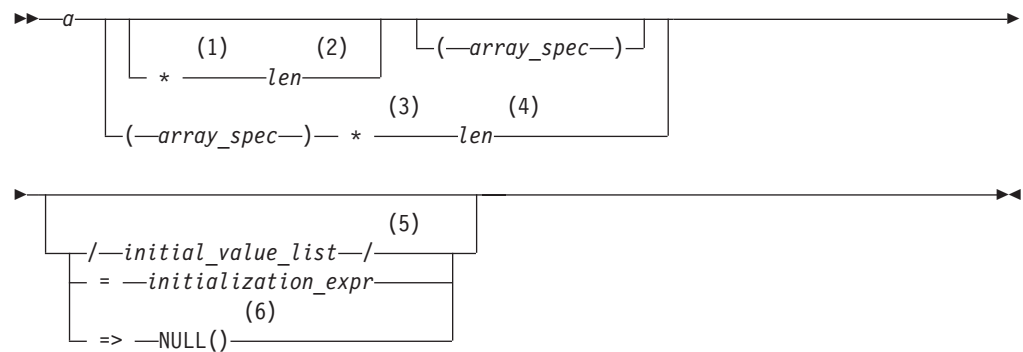 a
(1) (2)
* len
( array_spec )
(3) (4)
( array_spec ) * len
(5)
/ initial_value_list /
= initialization_expr
(6)
=> NULL()